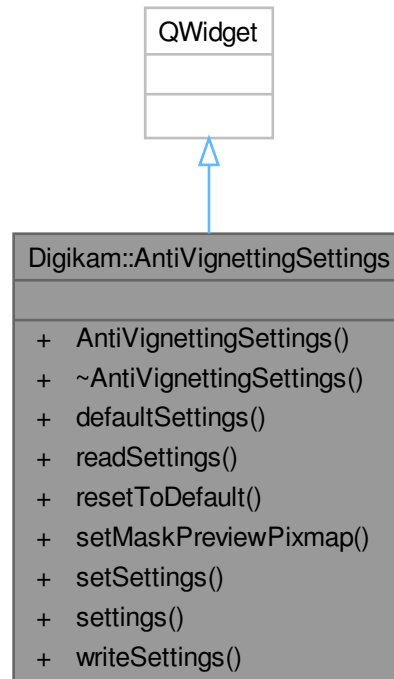 QWidget
Digikam::AntiVignettingSettings
+ AntiVignettingSettings()
+ ~AntiVignettingSettings()
+ defaultSettings()
+ readSettings()
+ resetToDefault()
+ setMaskPreviewPixmap()
+ setSettings()
+ settings()
+ writeSettings()